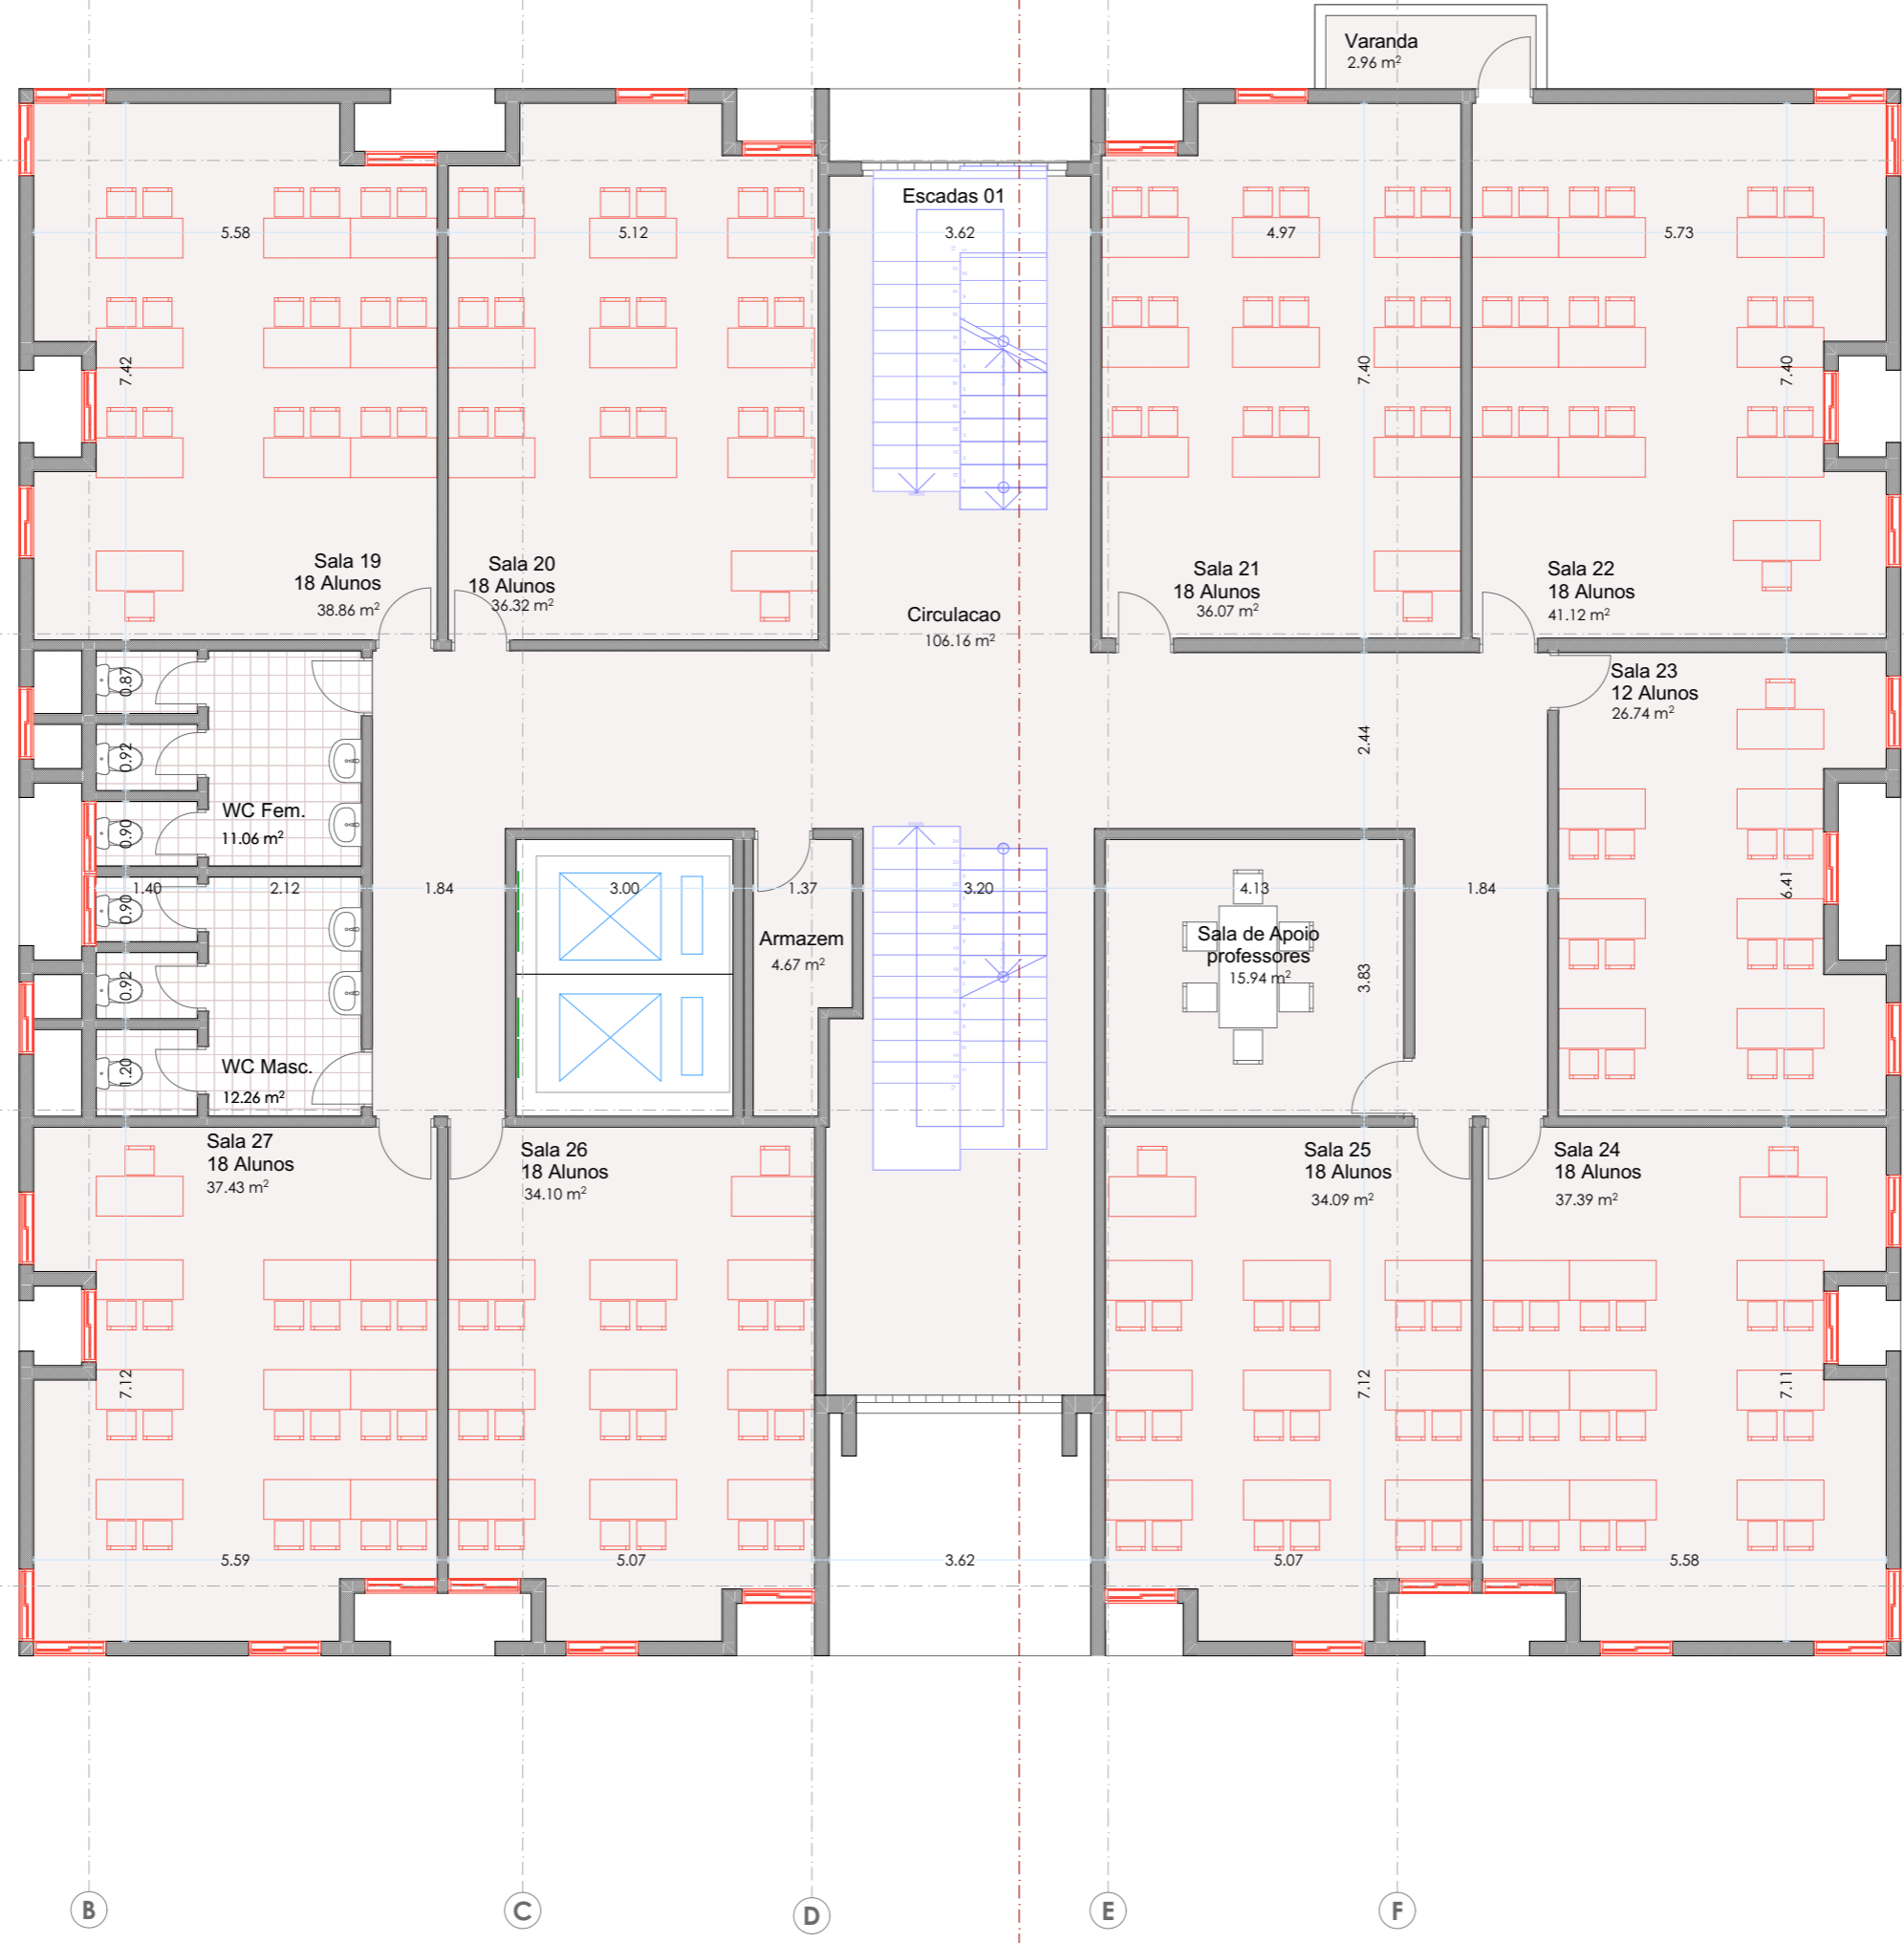 Varanda
2.96 m²
Escadas 01
5.58
5.12
3.62
4.97
5.73
7.42
7.40
7.40
Sala 19
18 Alunos
38.86 m²
Sala 20
18 Alunos
36.32 m²
Sala 21
18 Alunos
36.07 m²
Sala 22
18 Alunos
41.12 m²
Circulacao
106.16 m²
Sala 23
12 Alunos
26.74 m²
0.87
0.92
0.90
2.44
WC Fem.
11.06 m²
1.40
2.12
1.84
3.00
1.37
3.20
4.13
1.84
6.41
0.90
0.92
1.20
Armazem
4.67 m²
Sala de Apoio
professores
15.94 m²
3.83
WC Masc.
12.26 m²
Sala 27
18 Alunos
37.43 m²
Sala 26
18 Alunos
34.10 m²
Sala 25
18 Alunos
34.09 m²
Sala 24
18 Alunos
37.39 m²
7.12
7.12
7.11
5.59
5.07
3.62
5.07
5.58
B
C
D
E
F